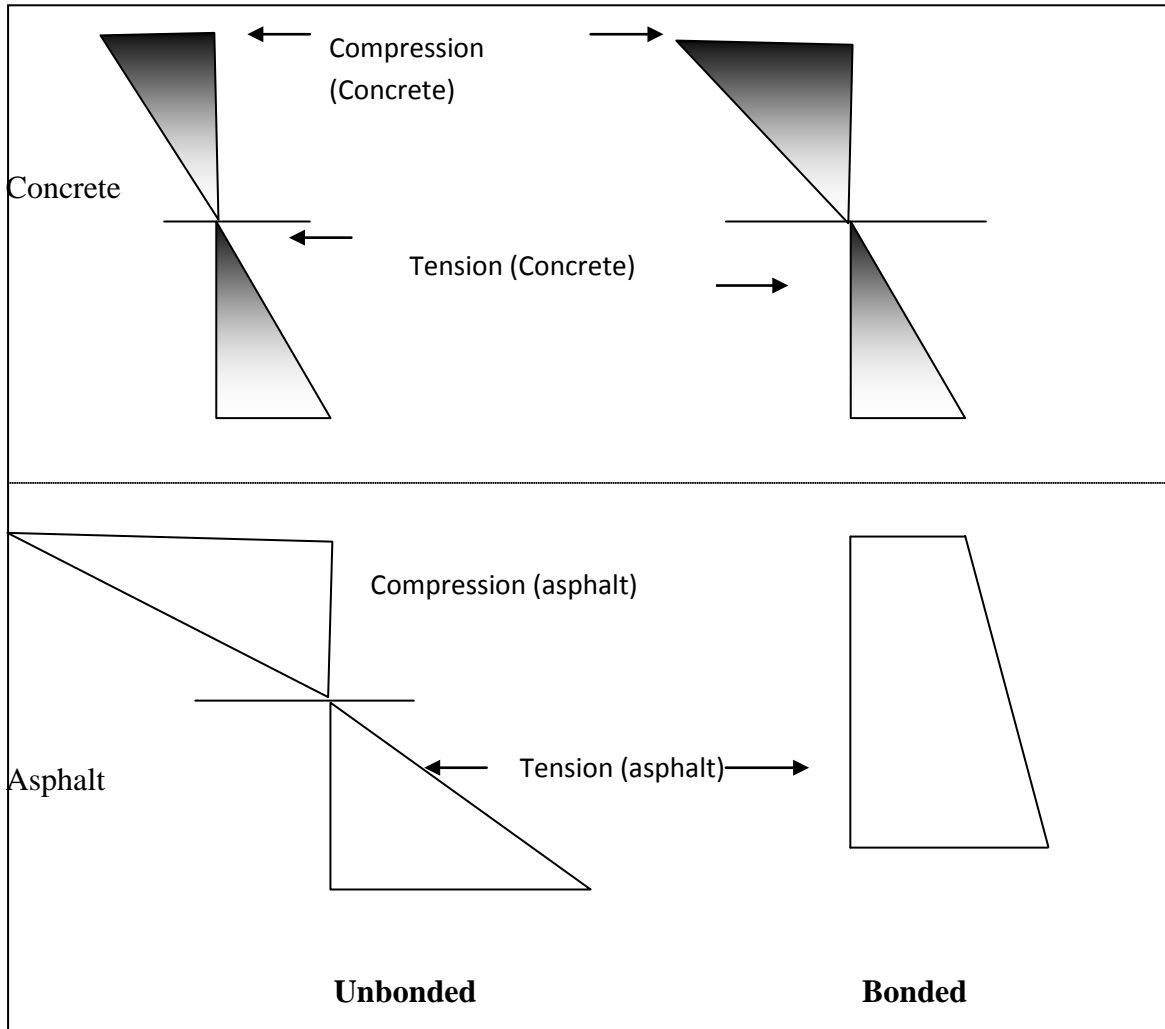 Compression
(Concrete)
Concrete
Tension (Concrete)
Compression (asphalt)
Tension (asphalt)
Asphalt
Unbonded
Bonded